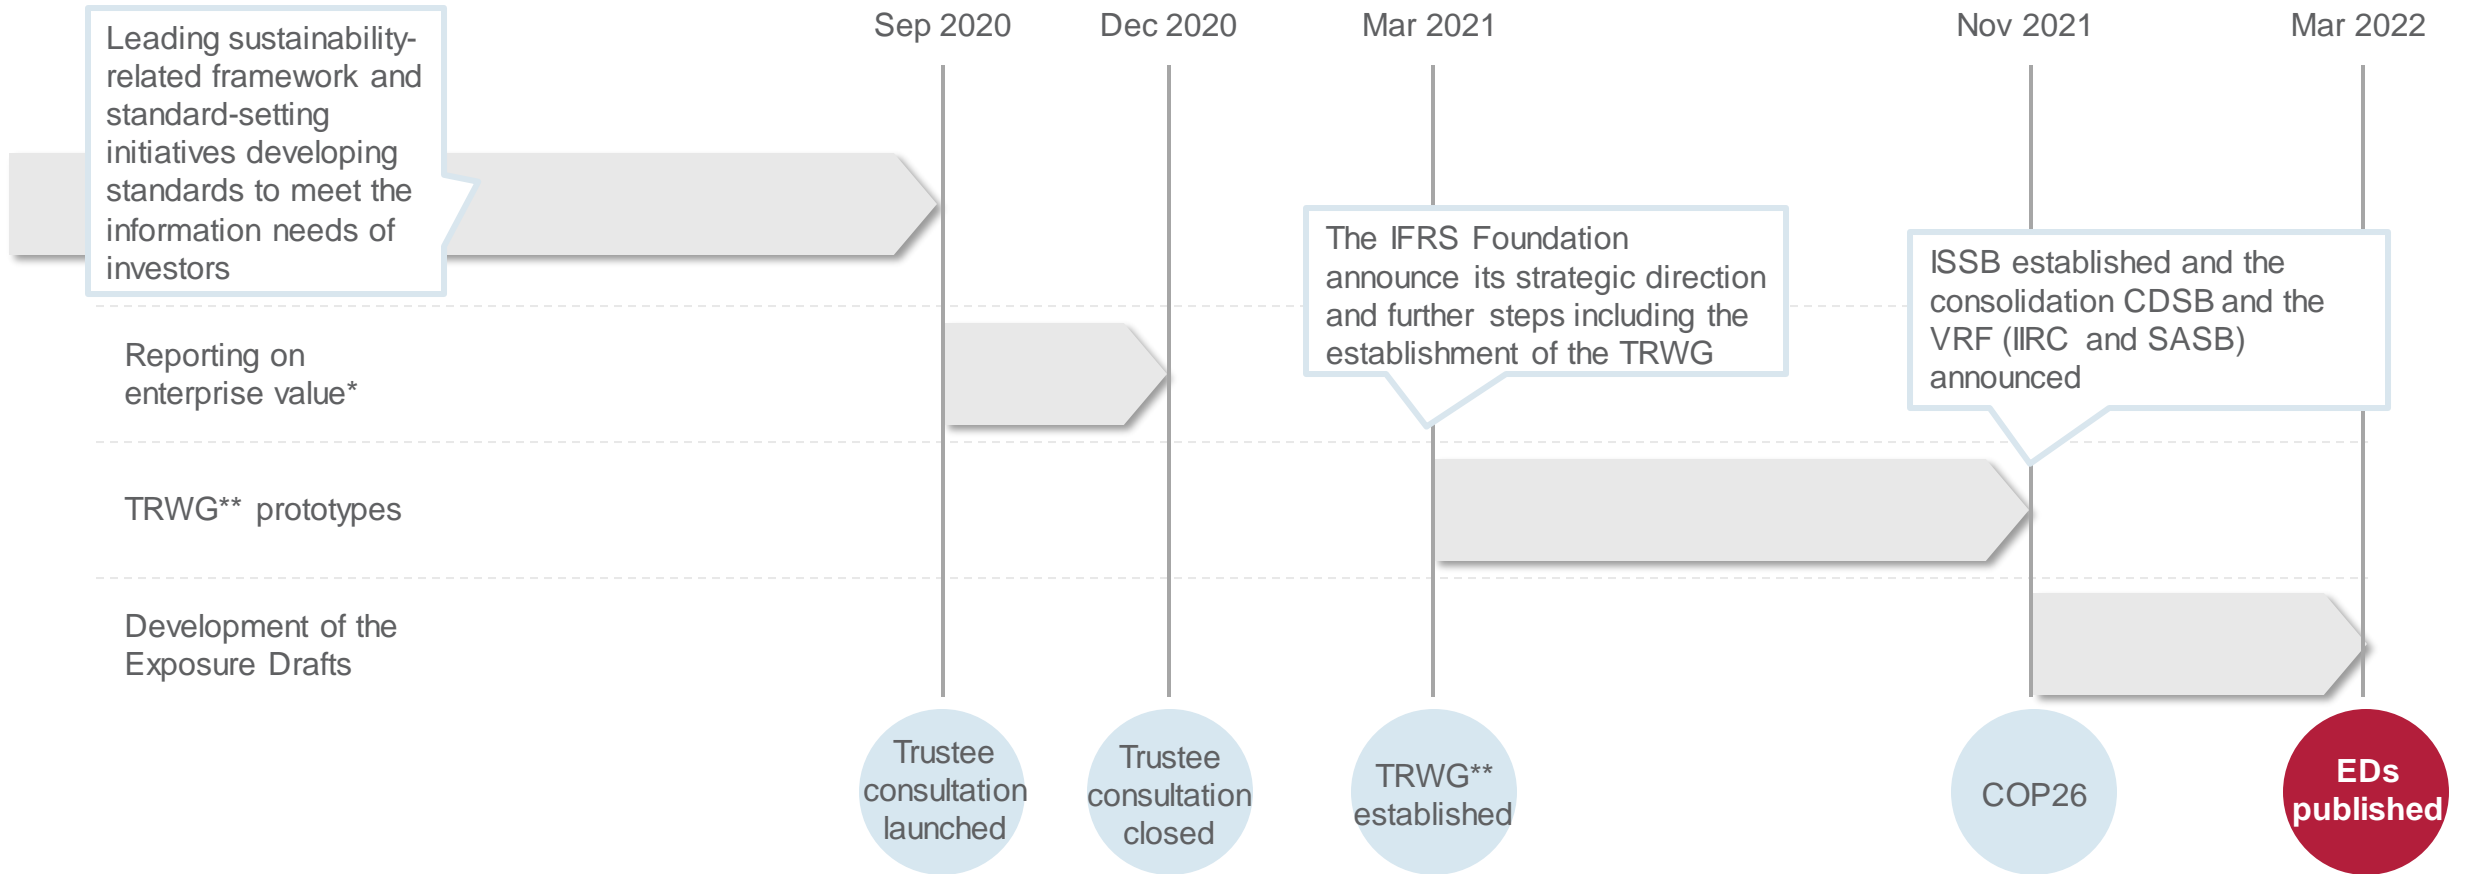 Sep 2020
Dec 2020
Mar 2021
Nov 2021
Mar 2022
Leading sustainability-
related framework and
standard-setting
initiatives developing
standards to meet the
information needs of
investors
The IFRS Foundation
announce its strategic direction
and further steps including the
establishment of the TRWG
ISSB established and the
consolidation CDSB and the
VRF (IIRC and SASB)
announced
Reporting on
enterprise value*
TRWG** prototypes
Development of the
Exposure Drafts
Trustee
consultation
launched
Trustee
consultation
closed
TRWG**
established
COP26
EDs
published